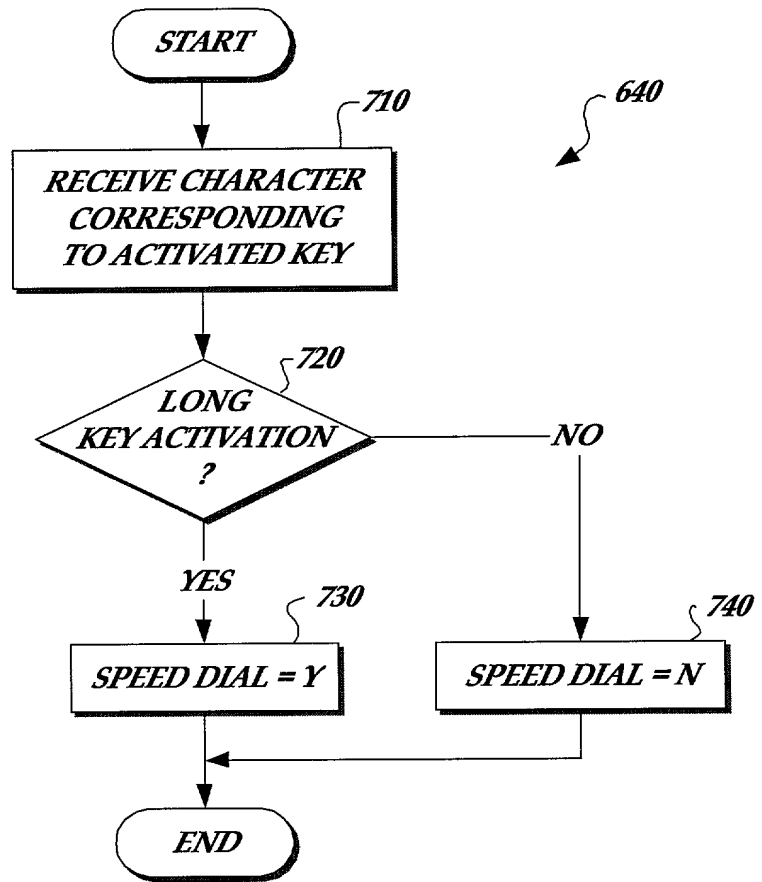 START
710
640
RECEIVE CHARACTER
CORRESPONDING
TO ACTIVATED KEY
720
LONG
KEY ACTIVATION
?
NO
YES
730
740
SPEED DIAL = Y
SPEED DIAL = N
END